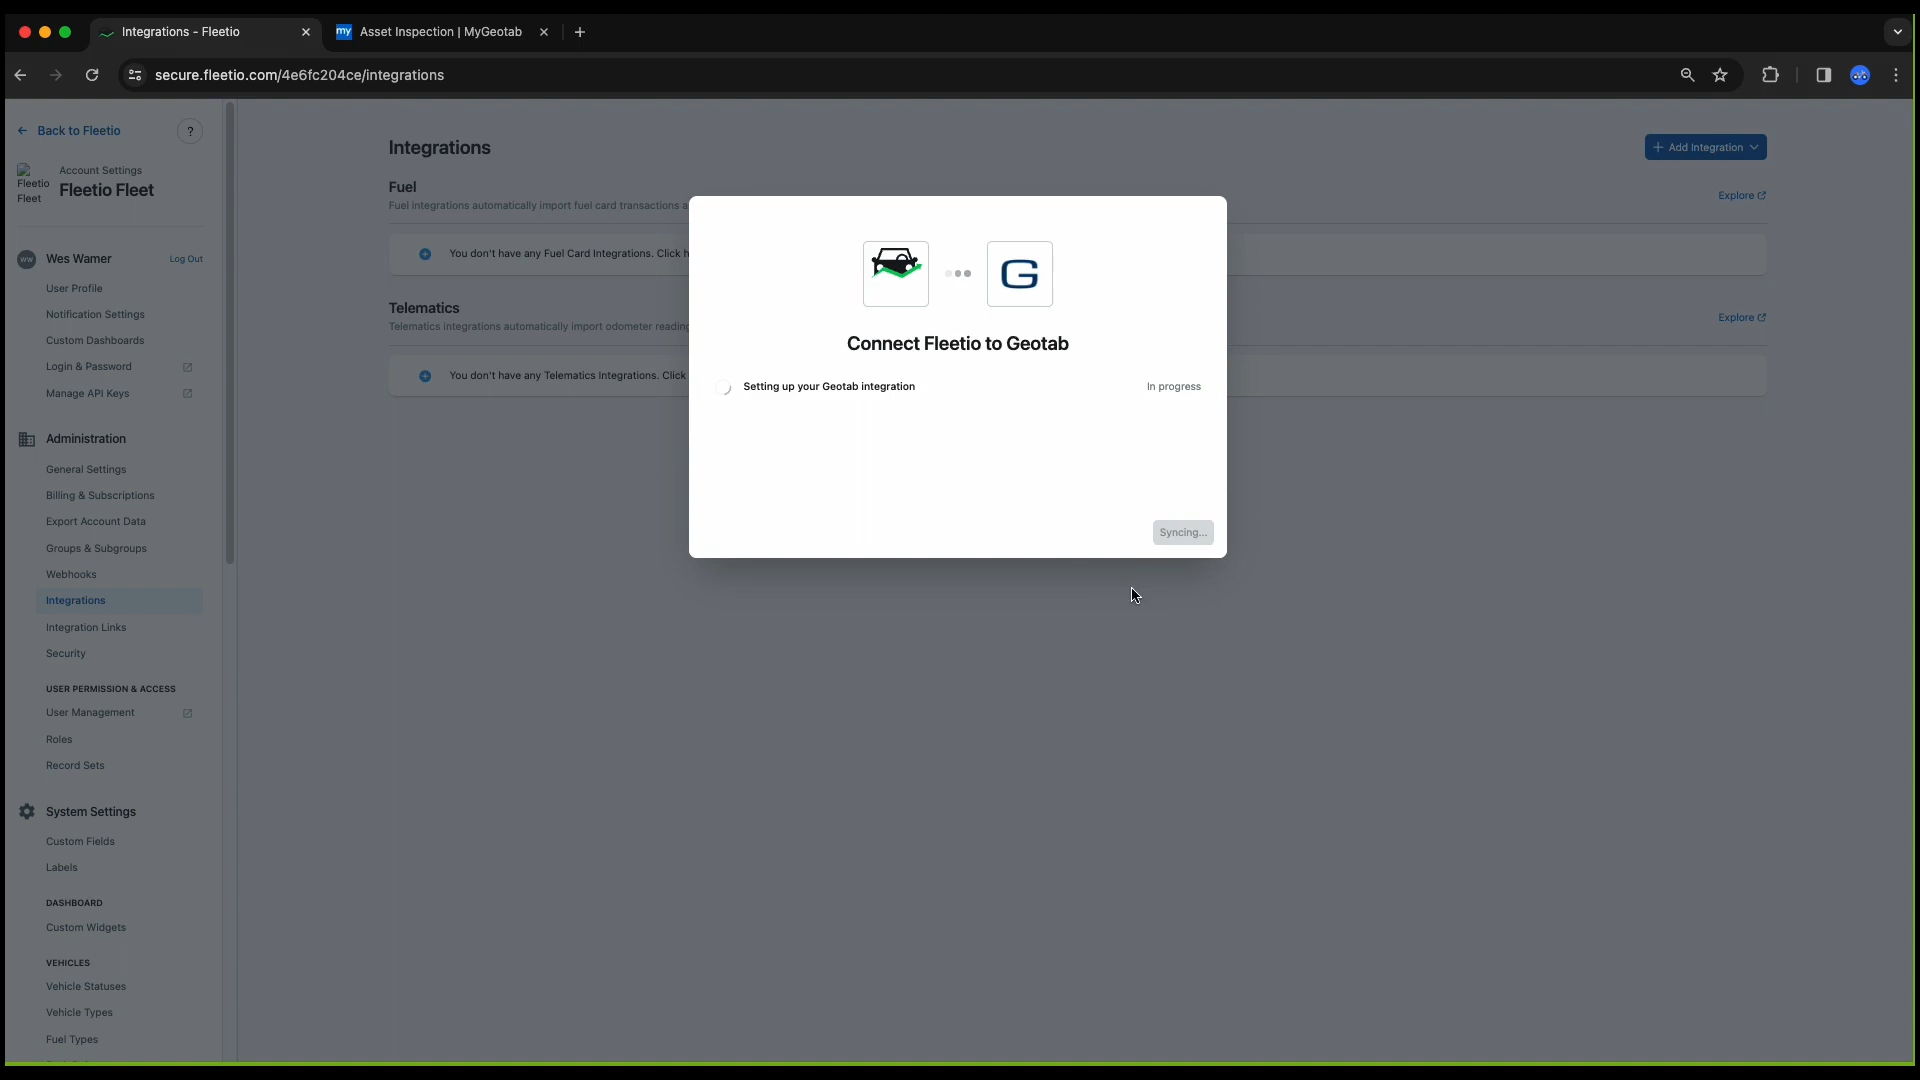 Integrations - Fleetio
my Asset Inspection | MyGeotab
secure.fleetio.com/4e6fc204ce/integrations
Back to Fleetio
?
Fleetio
Fleet
Account Settings
Fleetio Fleet
WW
Wes Warner
Log Out
User Profile
Notification Settings
Custom Dashboards
Login & Password
Manage API Keys
Administration
General Settings
Billing & Subscriptions
Export Account Data
Groups & Subgroups
Webhooks
Integrations
Integration Links
Security
USER PERMISSION & ACCESS
User Management
Roles
Record Sets
System Settings
Custom Fields
Labels
DASHBOARD
Custom Widgets
VEHICLES
Vehicle Statuses
Vehicle Types
Fuel Types
Integrations
Add Integration
Fuel
Fuel integrations automatically import fuel card transactions a
Explore
You don't have any Fuel Card Integrations. Click h
Telematics
Telematics integrations automatically import odometer reading
Explore
You don't have any Telematics Integrations. Click
G
Connect Fleetio to Geotab
Setting up your Geotab integration
In progress
Syncing...